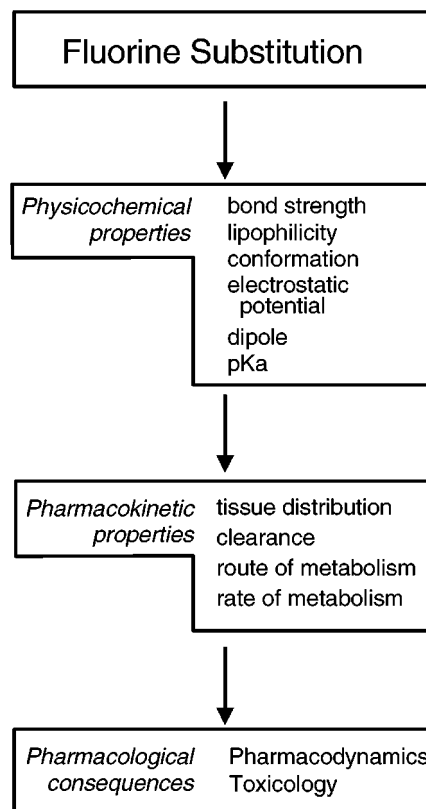 Fluorine Substitution
Physicochemical
properties
bond strength
lipophilicity
conformation
electrostatic
potential
dipole
pKa
Pharmacokinetic
properties
tissue distribution
clearance
route of metabolism
rate of metabolism
Pharmacological
consequences
Pharmacodynamics
Toxicology